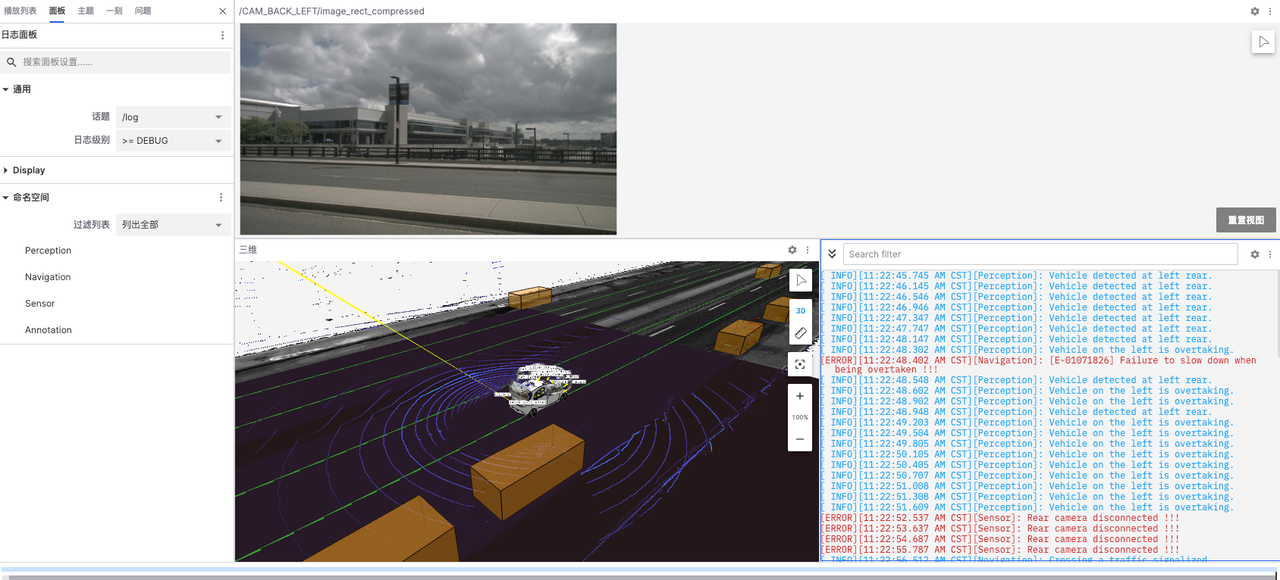 播放列表 面板 主题 一刻 问题
日志面板
搜索面板设置......
通用
话题 /log
日志级别 >= DEBUG
Display
命名空间
过滤列表 列出全部
Perception
Navigation
Sensor
Annotation
/CAM_BACK_LEFT/image_rect_compressed
重置视图
三维
3D
100%
Search filter
[ INFO][11:22:45.745 AM CST][Perception]: Vehicle detected at left rear.
[ INFO][11:22:46.145 AM CST][Perception]: Vehicle detected at left rear.
[ INFO][11:22:46.546 AM CST][Perception]: Vehicle detected at left rear.
[ INFO][11:22:46.946 AM CST][Perception]: Vehicle detected at left rear.
[ INFO][11:22:47.347 AM CST][Perception]: Vehicle detected at left rear.
[ INFO][11:22:47.747 AM CST][Perception]: Vehicle detected at left rear.
[ INFO][11:22:48.147 AM CST][Perception]: Vehicle detected at left rear.
[ INFO][11:22:48.302 AM CST][Perception]: Vehicle on the left is overtaking.
[ERROR][11:22:48.402 AM CST][Navigation]: [E-01071826] Failure to slow down when
being overtaken !!!
[ INFO][11:22:48.548 AM CST][Perception]: Vehicle detected at left rear.
[ INFO][11:22:48.602 AM CST][Perception]: Vehicle on the left is overtaking.
[ INFO][11:22:48.902 AM CST][Perception]: Vehicle on the left is overtaking.
[ INFO][11:22:48.948 AM CST][Perception]: Vehicle detected at left rear.
[ INFO][11:22:49.203 AM CST][Perception]: Vehicle on the left is overtaking.
[ INFO][11:22:49.504 AM CST][Perception]: Vehicle on the left is overtaking.
[ INFO][11:22:49.805 AM CST][Perception]: Vehicle on the left is overtaking.
[ INFO][11:22:50.105 AM CST][Perception]: Vehicle on the left is overtaking.
[ INFO][11:22:50.405 AM CST][Perception]: Vehicle on the left is overtaking.
[ INFO][11:22:50.707 AM CST][Perception]: Vehicle on the left is overtaking.
[ INFO][11:22:51.008 AM CST][Perception]: Vehicle on the left is overtaking.
[ INFO][11:22:51.308 AM CST][Perception]: Vehicle on the left is overtaking.
[ INFO][11:22:51.609 AM CST][Perception]: Vehicle on the left is overtaking.
[ERROR][11:22:52.537 AM CST][Sensor]: Rear camera disconnected !!!
[ERROR][11:22:53.637 AM CST][Sensor]: Rear camera disconnected !!!
[ERROR][11:22:54.687 AM CST][Sensor]: Rear camera disconnected !!!
[ERROR][11:22:55.787 AM CST][Sensor]: Rear camera disconnected !!!
[ INFO][11:22:56.512 AM CST][Navigation]: Crossing a traffic signalized